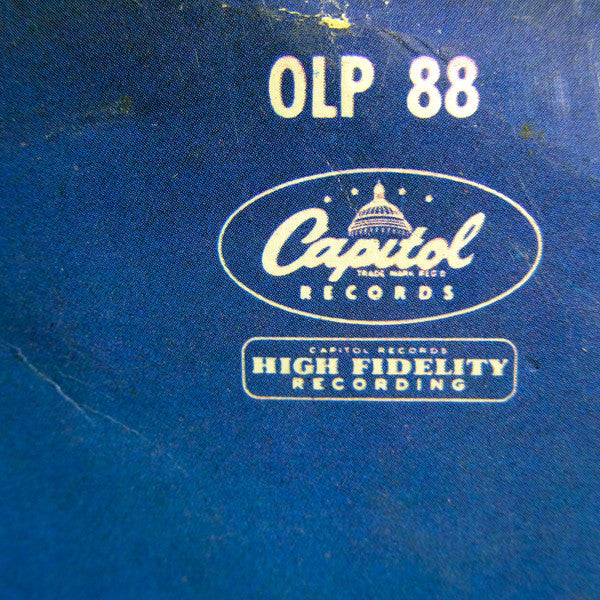 OLP 88
Capitol
TRADE MARK REG'D
RECORDS
CAPITOL RECORDS
HIGH FIDELITY
RECORDING